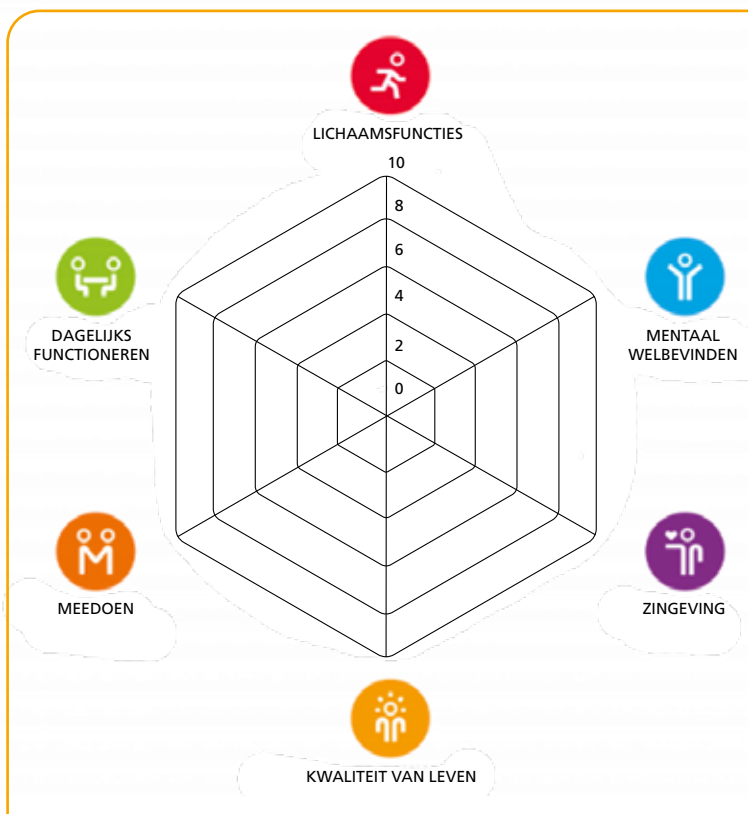 LICHAAMSFUNCTIES
10
8
6
4
2
0
DAGELIJKS
FUNCTIONEREN
MENTAAL
WELBEVINDEN
MEEDOEN
ZINGEVING
KWALITEIT VAN LEVEN